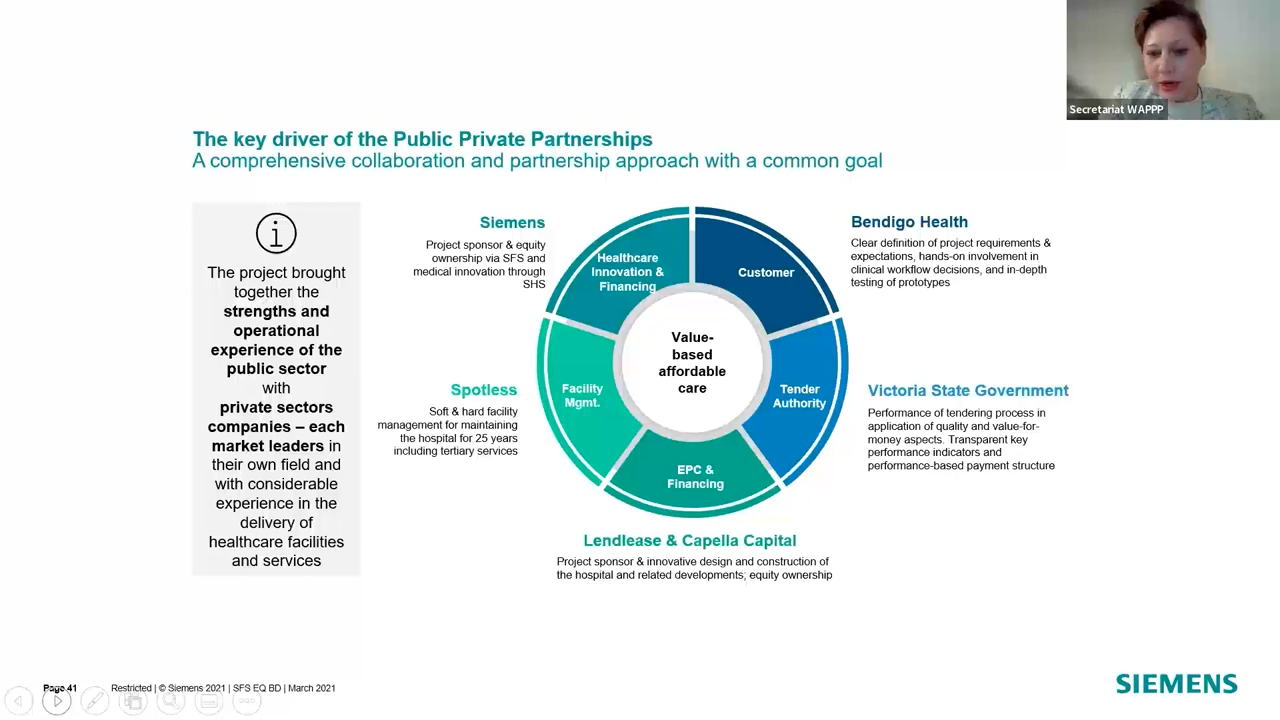 Secretariat WAPPP
The key driver of the Public Private Partnerships
A comprehensive collaboration and partnership approach with a common goal
The project brought
together the
strengths and
operational
experience of the
public sector
with
private sectors
companies – each
market leaders in
their own field and
with considerable
experience in the
delivery of
healthcare facilities
and services
Siemens
Project sponsor & equity
ownership via SFS and
medical innovation through
SHS
Spotless
Soft & hard facility
management for maintaining
the hospital for 25 years
including tertiary services
Healthcare
Innovation &
Financing
Customer
Value-
based
affordable
care
Facility
Mgmt.
Tender
Authority
EPC &
Financing
Bendigo Health
Clear definition of project requirements &
expectations, hands-on involvement in
clinical workflow decisions, and in-depth
testing of prototypes
Victoria State Government
Performance of tendering process in
application of quality and value-for-
money aspects. Transparent key
performance indicators and
performance-based payment structure
Lendlease & Capella Capital
Project sponsor & innovative design and construction of
the hospital and related developments; equity ownership
Page 41
Restricted | © Siemens 2021 | SFS EQ BD | March 2021
SIEMENS